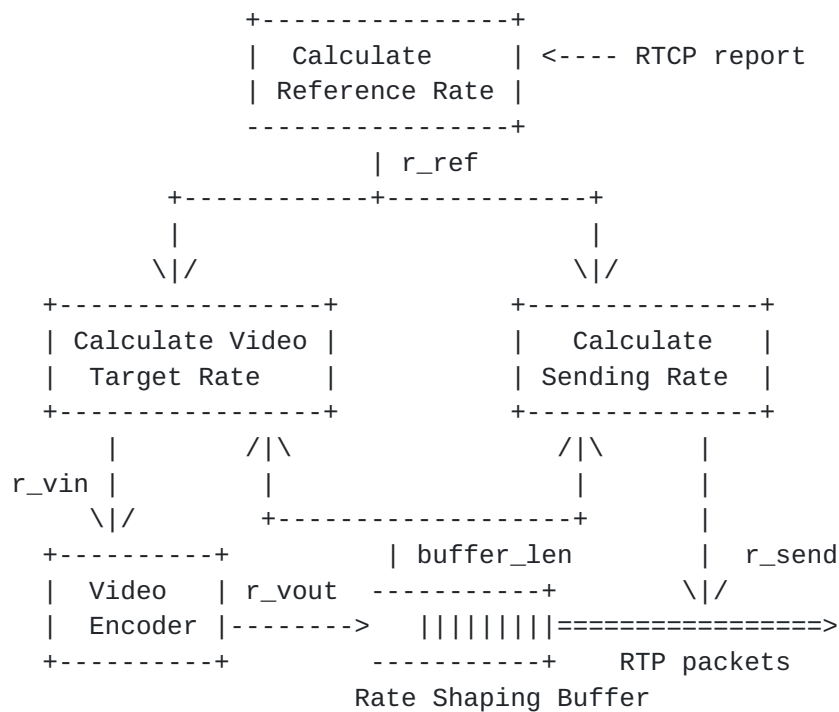 +----------------+
                  |  Calculate     | <---- RTCP report
                  | Reference Rate |
                  -----------------+
                          | r_ref
             +------------+-------------+
             |                          |
            \|/                        \|/
     +-----------------+           +---------------+
     | Calculate Video |           |   Calculate   |
     |  Target Rate    |           | Sending Rate  |
     +-----------------+           +---------------+
         |        /|\                 /|\      |
   r_vin |         |                   |       |
        \|/        +-------------------+       |
     +----------+          | buffer_len        |  r_send
     |  Video   | r_vout  -----------+        \|/
     |  Encoder |-------->   |||||||||=================>
     +----------+         -----------+    RTP packets
                         Rate Shaping Buffer